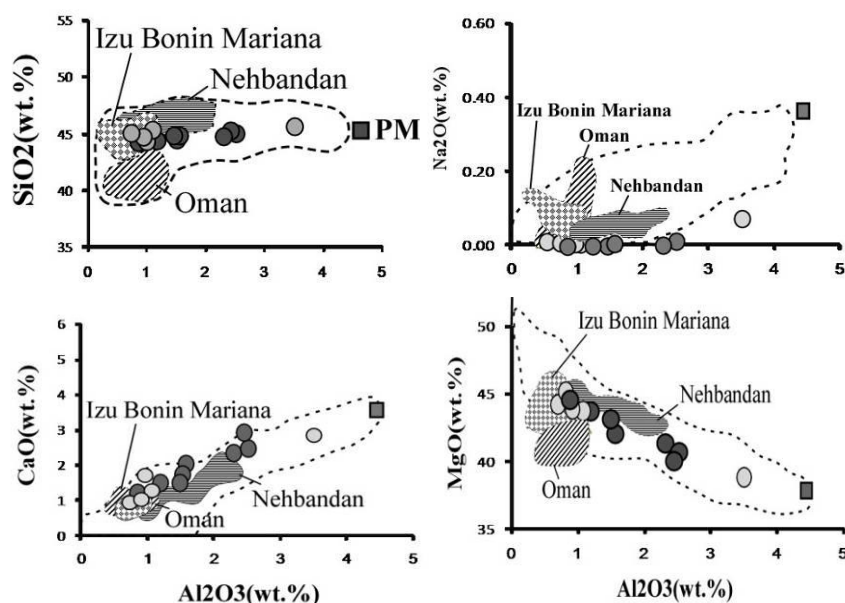 SiO2(wt.%)
55
50
45
40
35
0 1 2 3 4 5
Izu Bonin Mariana
Nehbandan
PM
Oman
Na2O(wt.%)
0.60
0.40
0.20
0.00
0 1 2 3 4 5
Izu Bonin Mariana
Oman
Nehbandan
CaO(wt.%)
6
5
4
3
2
1
0
0 1 2 3 4 5
Izu Bonin Mariana
Nehbandan
Oman
Al2O3(wt.%)
MgO(wt.%)
50
45
40
35
0 1 2 3 4 5
Izu Bonin Mariana
Nehbandan
Oman
Al2O3(wt.%)